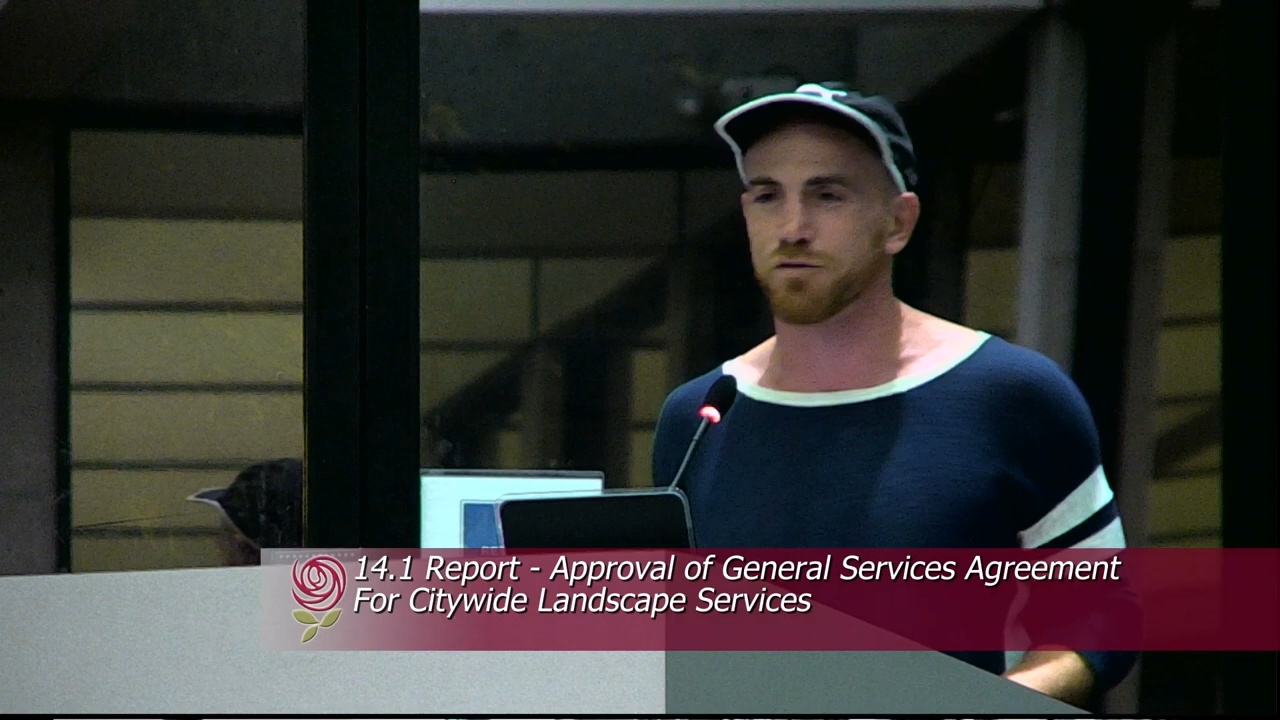 14.1 Report - Approval of General Services Agreement
For Citywide Landscape Services